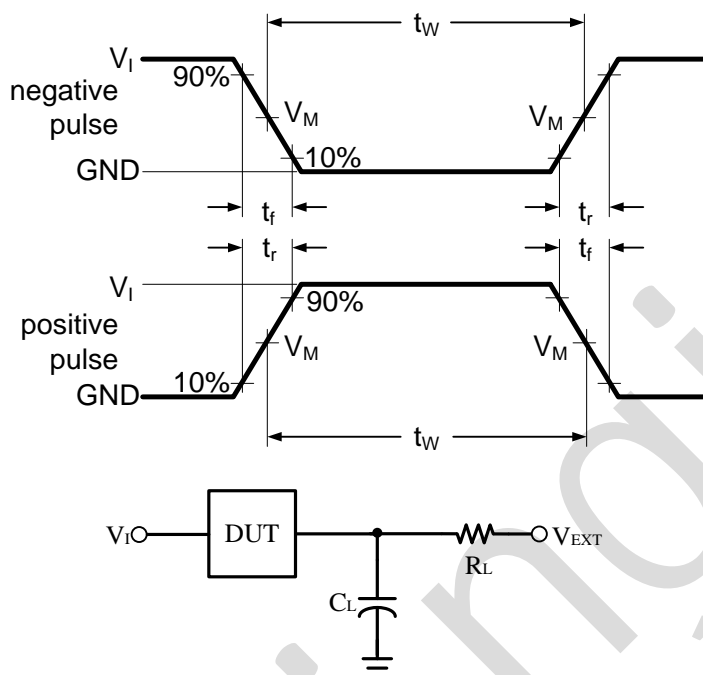 tW
VI
90%
negative
pulse
VM
VM
10%
GND
tf
tr
tr
tf
VI
90%
positive
pulse
VM
VM
10%
GND
tW
VI
DUT
VEXT
RL
CL